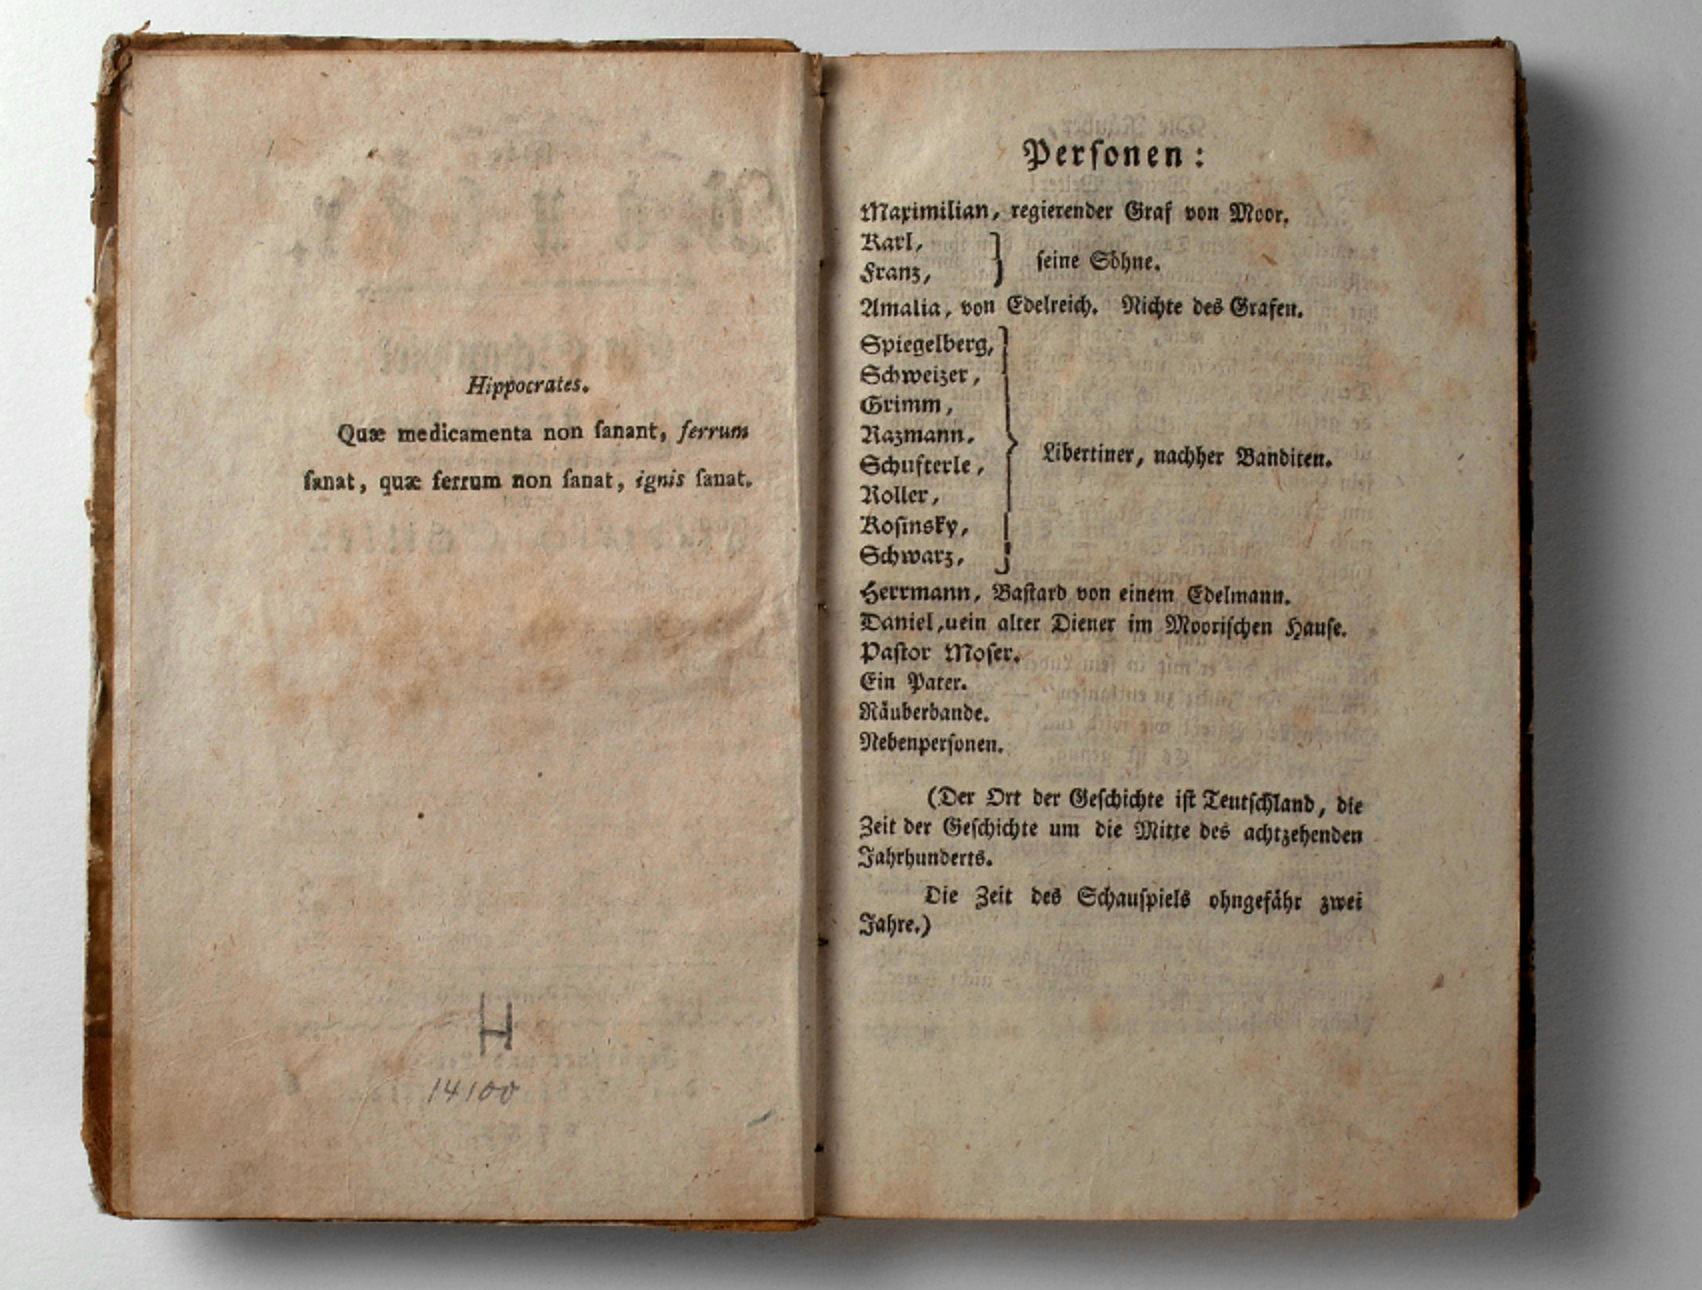 Hippocrates.
Quæ medicamenta non ſanant, ferrum
ſanat, quæ ferrum non ſanat, ignis ſanat.
H
14100
Perſonen:
Maximilian, regierender Graf von Moor.
Karl,
Franz,
ſeine Söhne.
Amalia, von Edelreich. Nichte des Grafen.
Spiegelberg,
Schweizer,
Grimm,
Razmann,
Schufterle,
Roller,
Koſinsky,
Schwarz,
Libertiner, nachher Banditen.
Herrmann, Baſtard von einem Edelmann.
Daniel,uein alter Diener im Mooriſchen Hauſe.
Paſtor Moſer.
Ein Pater.
Räuberbande.
Nebenperſonen.
(Der Ort der Geſchichte iſt Teutſchland, die
Zeit der Geſchichte um die Mitte des achtzehenden
Jahrhunderts.
Die Zeit des Schauſpiels ohngefähr zwei
Jahre.)